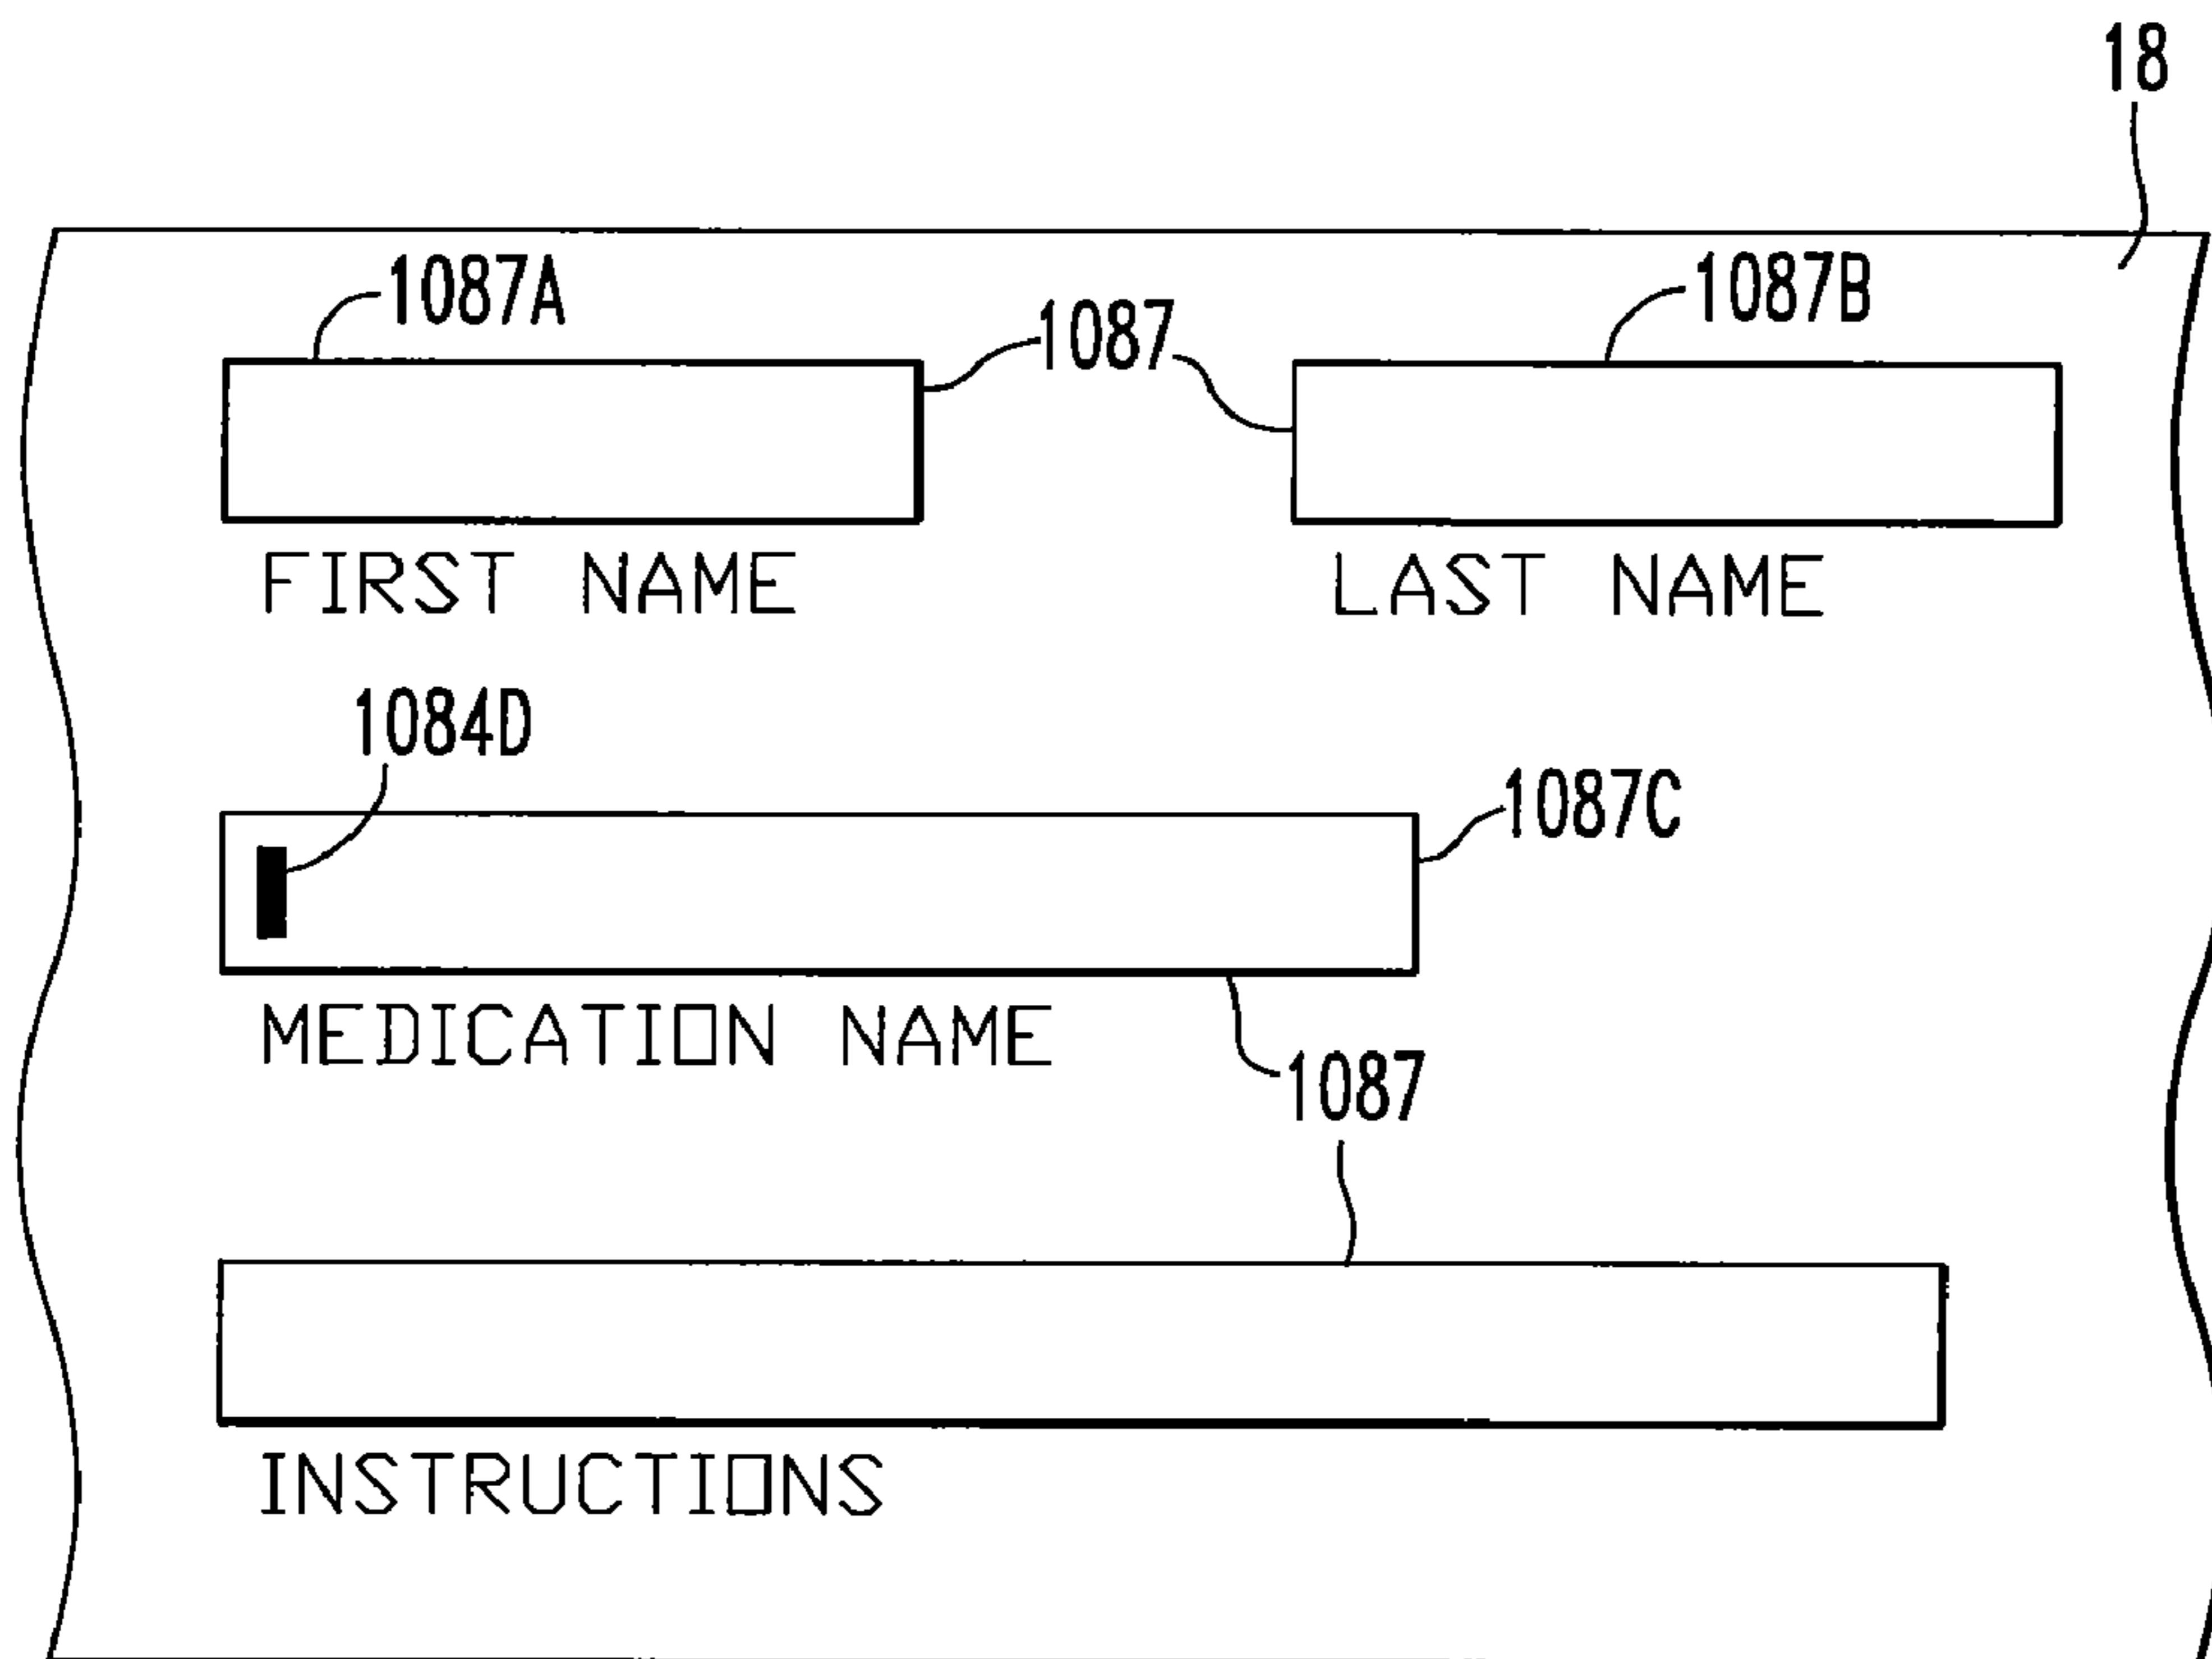 18
1087A
1087
1087B
FIRST NAME
LAST NAME
1084D
1087C
MEDICATION NAME
1087
INSTRUCTIONS